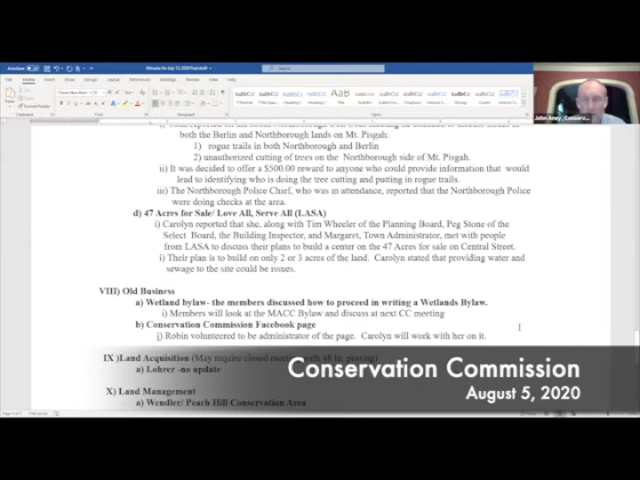 both the Berlin and Northborough lands on Mt. Pisgah.
1) rogue trails in both Northborough and Berlin
2) unauthorized cutting of trees on the Northborough side of Mt. Pisgah.
ii) It was decided to offer a $500.00 reward to anyone who could provide information that would
lead to identifying who is doing the tree cutting and putting in rogue trails.
iii) The Northborough Police Chief, who was in attendance, reported that the Northborough Police
were doing checks at the area.
d) 47 Acres for Sale/ Love All, Serve All (LASA)
i) Carolyn reported that she, along with Tim Wheeler of the Planning Board, Peg Stone of the
Select Board, the Building Inspector, and Margaret, Town Administrator, met with people
from LASA to discuss their plans to build a center on the 47 Acres for sale on Central Street.
i) Their plan is to build on only 2 or 3 acres of the land. Carolyn stated that providing water and
sewage to the site could be issues.
VIII) Old Business
a) Wetland bylaw- the members discussed how to proceed in writing a Wetlands Bylaw.
i) Members will look at the MACC Bylaw and discuss at next CC meeting
b) Conservation Commission Facebook page
j) Robin volunteered to be administrator of the page. Carolyn will work with her on it.
IX )Land Acquisition (May require closed meeting with 48 hr. posting)
a) Lohrer -no update
X) Land Management
a) Wendler/ Peach Hill Conservation Area
Conservation Commission
August 5, 2020